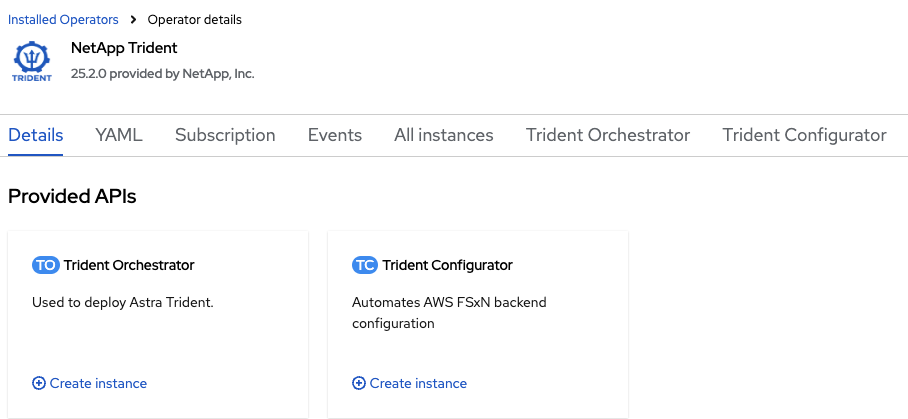 Installed Operators > Operator details
NetApp Trident
TRIDENT
25.2.0 provided by NetApp, Inc.
Details YAML Subscription Events All instances Trident Orchestrator Trident Configurator
Provided APIs
TO Trident Orchestrator
Used to deploy Astra Trident.
Create instance
TC Trident Configurator
Automates AWS FSxN backend
configuration
Create instance